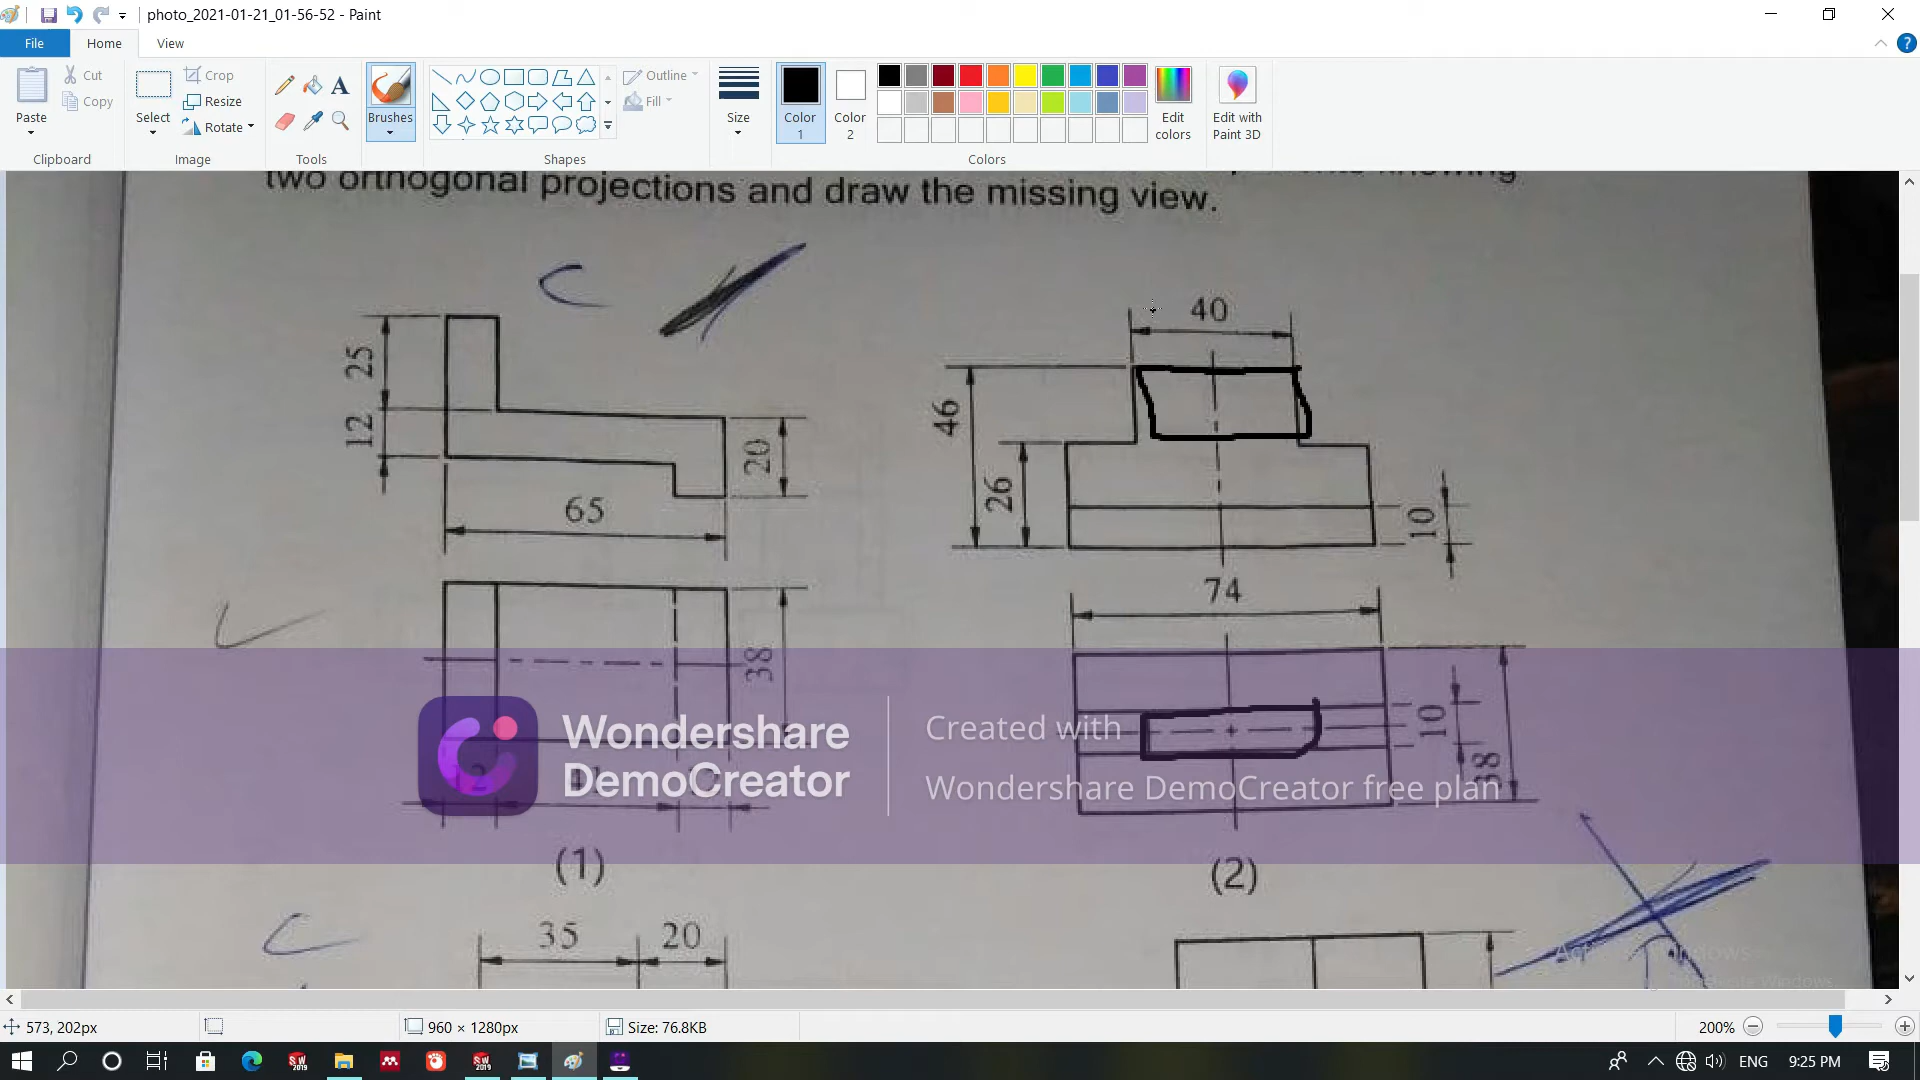 photo_2021-01-21_01-56-52 - Paint
File
Home
View
Paste
Cut
Copy
Clipboard
Select
Crop
Resize
Rotate
Image
Tools
Brushes
Shapes
Outline
Fill
Size
Color 1
Color 2
Colors
Edit colors
Edit with Paint 3D
two orthogonal projections and draw the missing view.
25
12
20
65
38
12
(1)
40
46
26
10
74
10
38
(2)
Wondershare
DemoCreator
Created with
Wondershare DemoCreator free plan
35
20
573, 202px
960 × 1280px
Size: 76.8KB
200%
ENG
9:25 PM